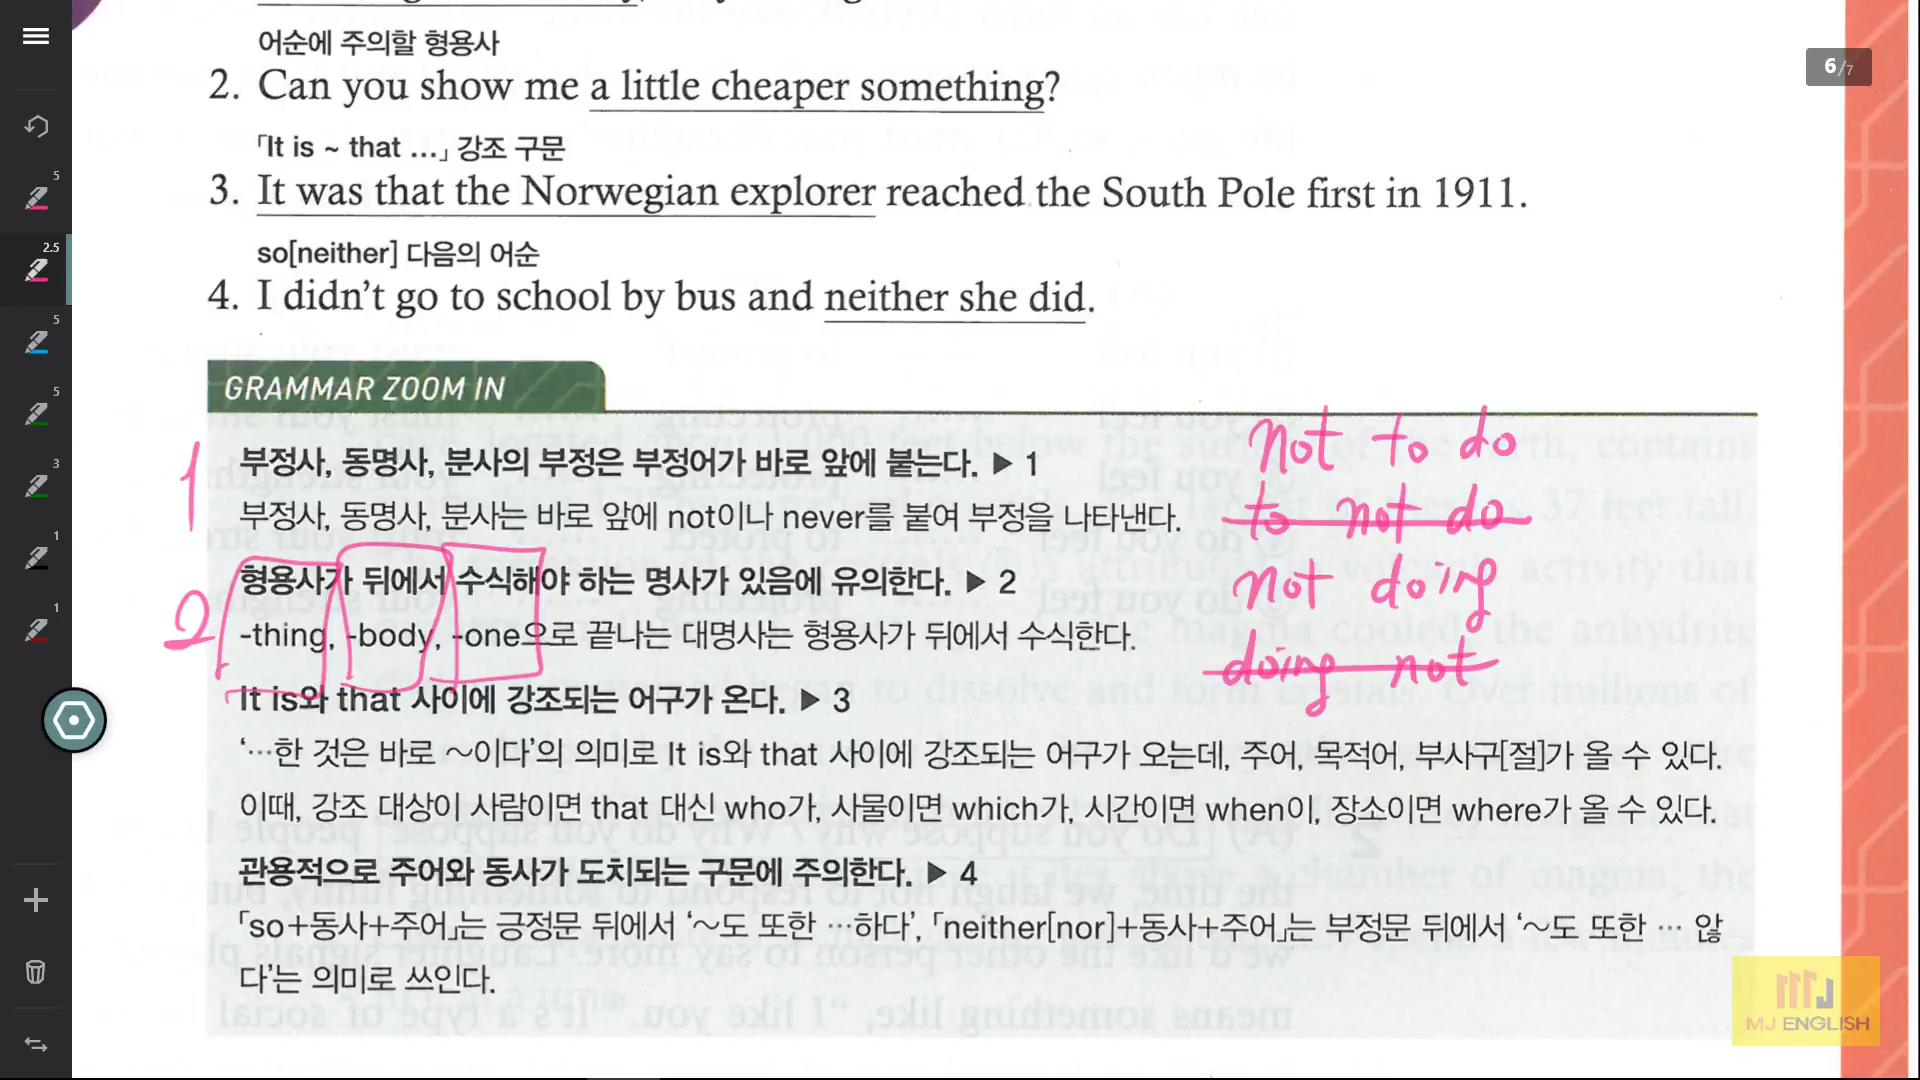 어순에 주의할 형용사
2. Can you show me a little cheaper something?
「It is ~ that …」 강조 구문
3. It was that the Norwegian explorer reached the South Pole first in 1911.
so[neither] 다음의 어순
4. I didn't go to school by bus and neither she did.
6/7
5
2.5
5
5
3
1
1
GRAMMAR ZOOM IN
1
부정사, 동명사, 분사의 부정은 부정어가 바로 앞에 붙는다. ▶ 1
부정사, 동명사, 분사는 바로 앞에 not이나 never를 붙여 부정을 나타낸다.
2
형용사가 뒤에서 수식해야 하는 명사가 있음에 유의한다. ▶ 2
-thing, -body, -one으로 끝나는 대명사는 형용사가 뒤에서 수식한다.
Not to do
to not do
Not doing
doing not
It is와 that 사이에 강조되는 어구가 온다. ▶ 3
'…한 것은 바로 ~이다'의 의미로 It is와 that 사이에 강조되는 어구가 오는데, 주어, 목적어, 부사구[절]가 올 수 있다.
이때, 강조 대상이 사람이면 that 대신 who가, 사물이면 which가, 시간이면 when이, 장소이면 where가 올 수 있다.
관용적으로 주어와 동사가 도치되는 구문에 주의한다. ▶ 4
「so+동사+주어」는 긍정문 뒤에서 '~도 또한 …하다', 「neither[nor]+동사+주어」는 부정문 뒤에서 '~도 또한 … 않
다'는 의미로 쓰인다.
MJ ENGLISH